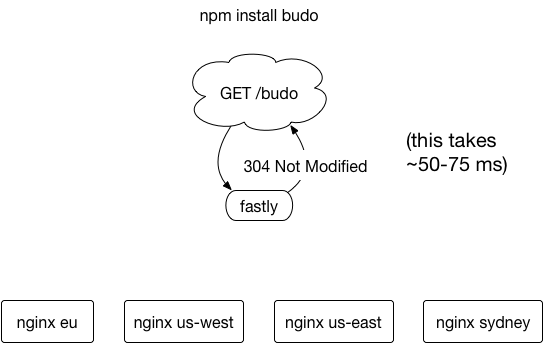 npm install budo
GET /budo
304 Not Modified
(this takes
~50-75 ms)
fastly
nginx eu
nginx us-west
nginx us-east
nginx sydney